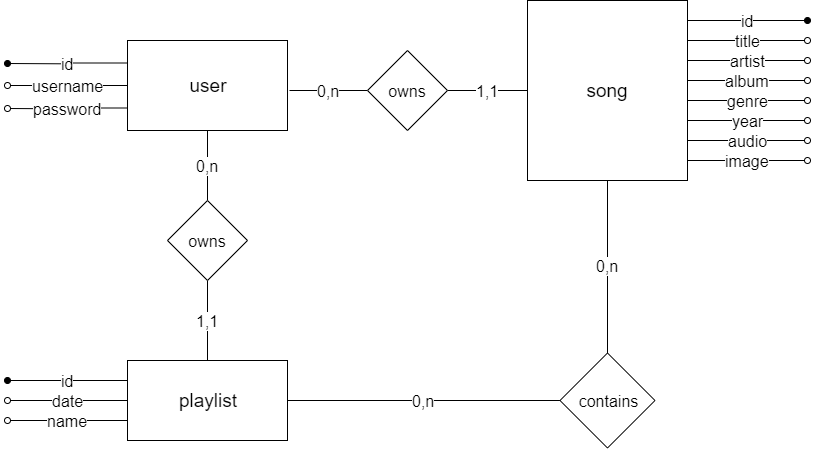 id
username
password
user
0,n
owns
1,1
song
id
title
artist
album
genre
year
audio
image
0,n
owns
1,1
0,n
id
date
name
playlist
0,n
contains